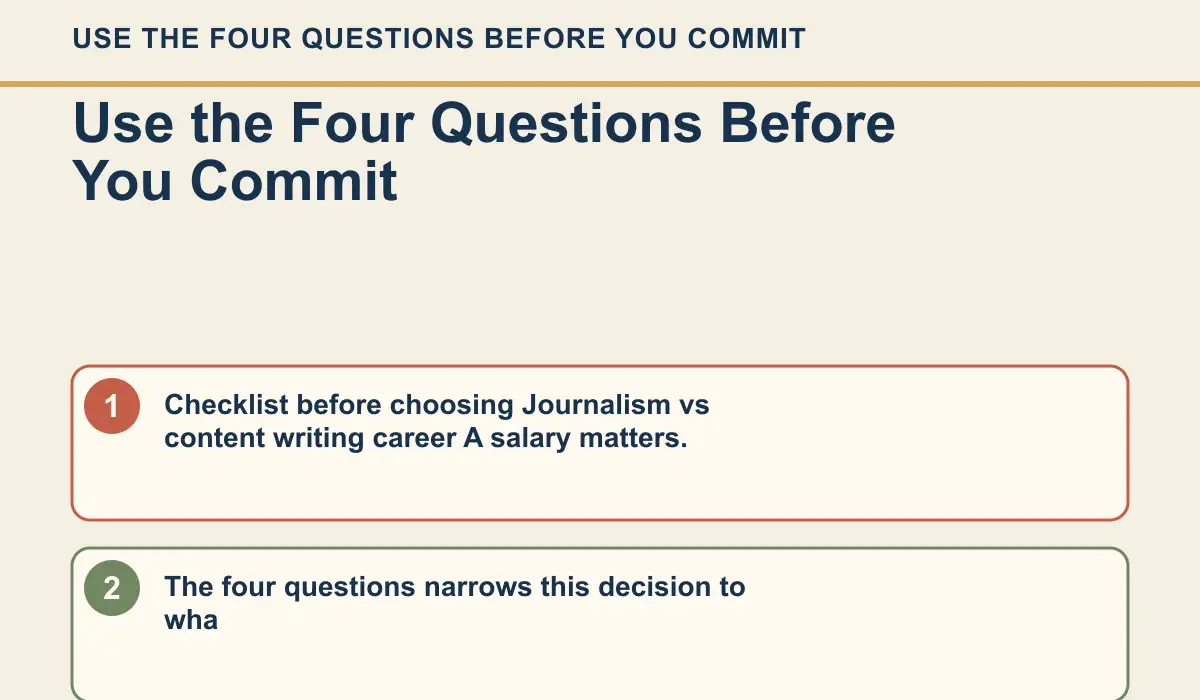 USE THE FOUR QUESTIONS BEFORE YOU COMMIT
Use the Four Questions Before
You Commit
1
Checklist before choosing Journalism vs
content writing career A salary matters.
2
The four questions narrows this decision to
wha